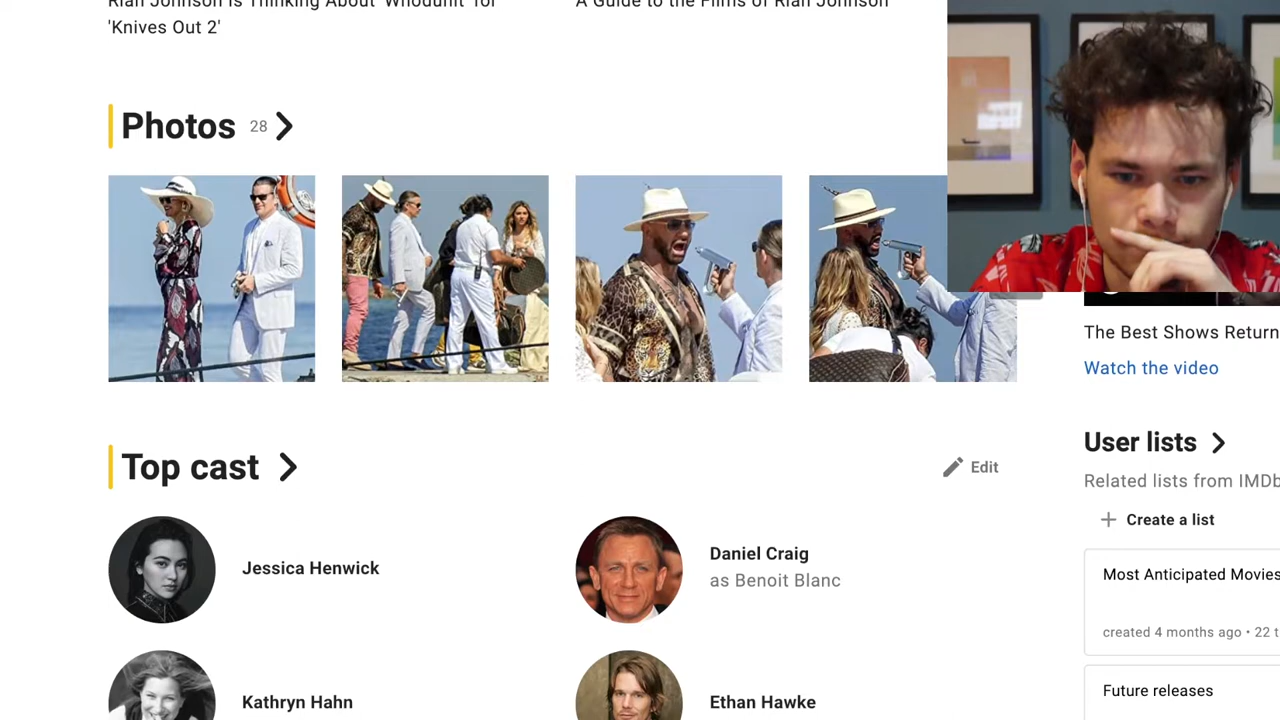 Rian Johnson Is Thinking About 'Whodunit' for
'Knives Out 2'
A Guide to the Films of Rian Johnson
Photos 28
The Best Shows Return
Watch the video
Top cast
Edit
User lists
Related lists from IMDb
Create a list
Jessica Henwick
Daniel Craig
as Benoit Blanc
Most Anticipated Movies
created 4 months ago • 22 t
Kathryn Hahn
Ethan Hawke
Future releases